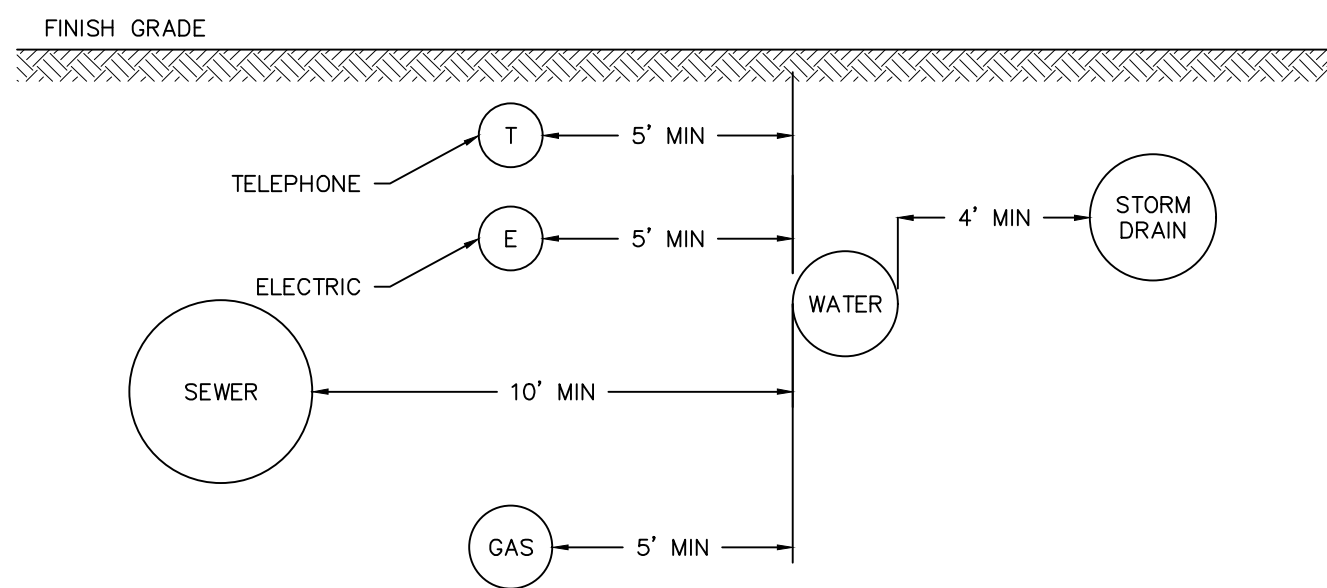 FINISH GRADE
T
5' MIN
TELEPHONE
STORM
DRAIN
4' MIN
E
5' MIN
ELECTRIC
WATER
SEWER
10' MIN
GAS
5' MIN